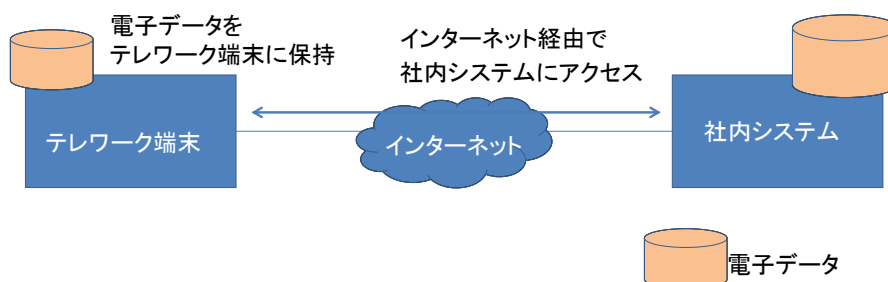 電子データを
テレワーク端末に保持
インターネット経由で
社内システムにアクセス
テレワーク端末
インターネット
社内システム
電子データ